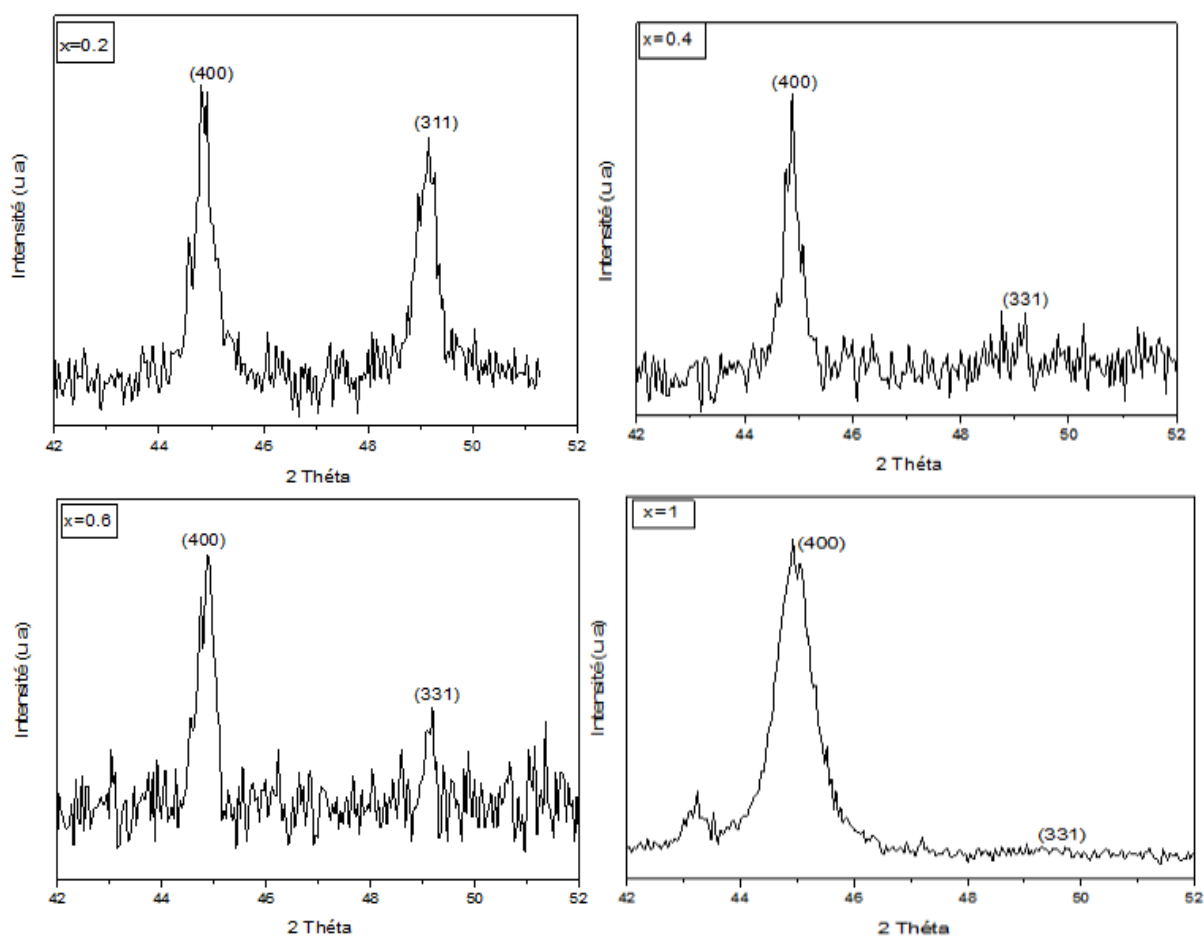 x=0.2
(400)
(311)
Intensité (u a)
42 44 46 48 50 52
2 Théta
x=0.4
(400)
(331)
Intensité (u a)
42 44 46 48 50 52
2 Théta
x=0.6
(400)
(331)
Intensité (u a)
42 44 46 48 50 52
2 Théta
x=1
(400)
(331)
Intensité (u a)
42 44 45 48 50 52
2 Théta